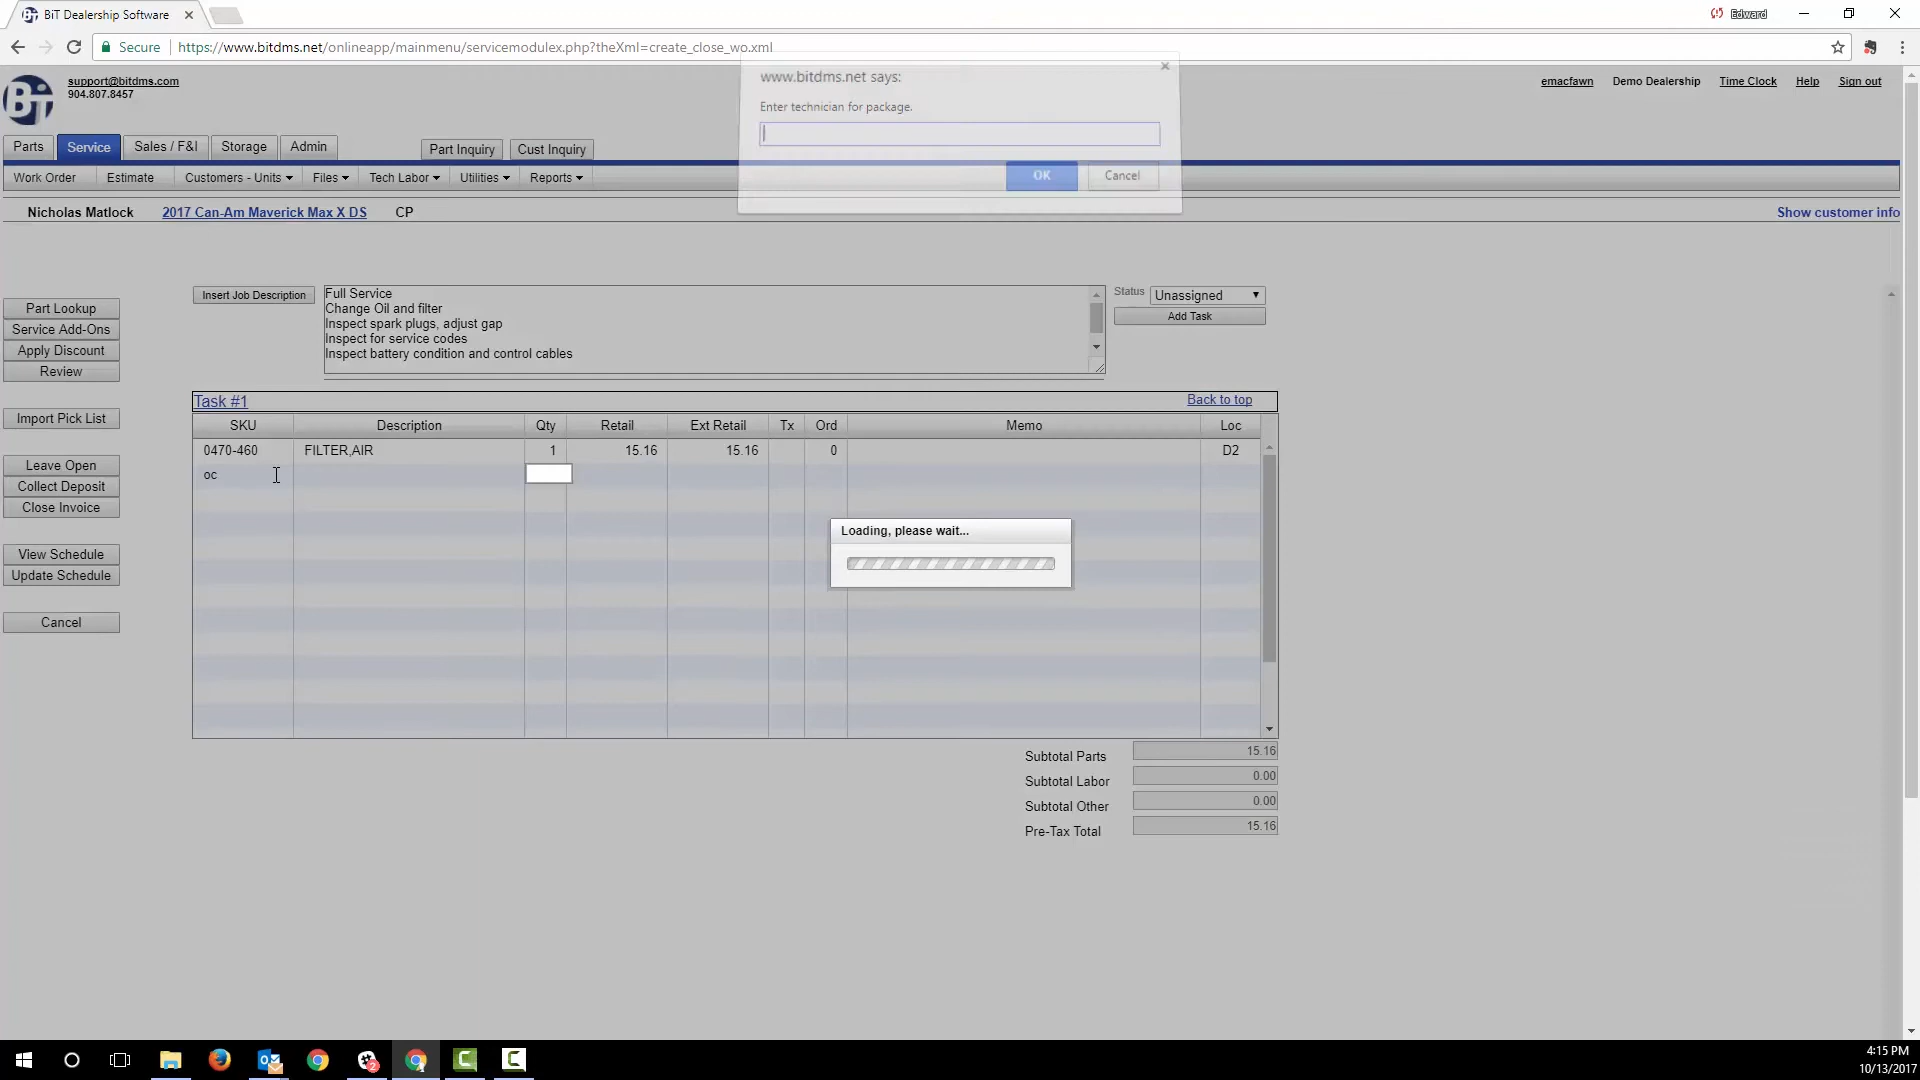 BiT Dealership Software
Edward
Secure
https://www.bitdms.net/onlineapp/mainmenu/servicemodulex.php?theXml=create_close_wo.xml
www.bitdms.net says:
Enter technician for package.
OK
Cancel
BiT
support@bitdms.com
904.807.8457
emacfawn
Demo Dealership
Time Clock
Help
Sign out
Parts
Service
Sales / F&I
Storage
Admin
Part Inquiry
Cust Inquiry
Work Order
Estimate
Customers - Units
Files
Tech Labor
Utilities
Reports
Nicholas Matlock
2017 Can-Am Maverick Max X DS
CP
Show customer info
Part Lookup
Service Add-Ons
Apply Discount
Review
Import Pick List
Leave Open
Collect Deposit
Close Invoice
View Schedule
Update Schedule
Cancel
Insert Job Description
Full Service
Change Oil and filter
Inspect spark plugs, adjust gap
Inspect for service codes
Inspect battery condition and control cables
Status
Unassigned
Add Task
Task #1
Back to top
SKU Description Qty Retail Ext Retail Tx Ord Memo Loc
0470-460 FILTER,AIR 1 15.16 15.16 0 D2
oc
Loading, please wait...
Subtotal Parts 15.16
Subtotal Labor 0.00
Subtotal Other 0.00
Pre-Tax Total 15.16
2
4:15 PM
10/13/2017